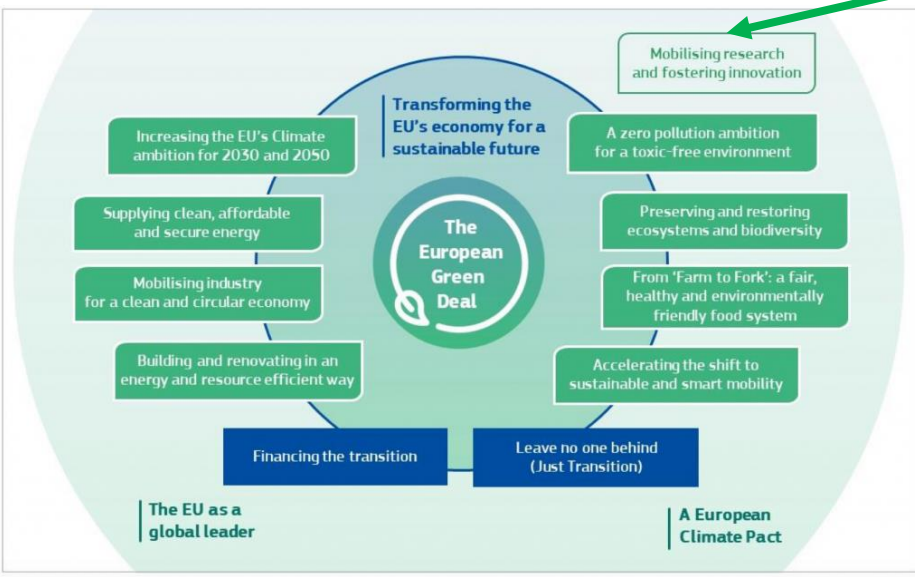 Mobilising research
and fostering innovation
Transforming the
EU's economy for a
sustainable future
Increasing the EU's Climate
ambition for 2030 and 2050
A zero pollution ambition
for a toxic-free environment
Supplying clean, affordable
and secure energy
Preserving and restoring
ecosystems and biodiversity
The
European
Green
Deal
Mobilising industry
for a clean and circular economy
From 'Farm to Fork': a fair,
healthy and environmentally
friendly food system
Building and renovating in an
energy and resource efficient way
Accelerating the shift to
sustainable and smart mobility
Financing the transition
Leave no one behind
(Just Transition)
The EU as a
global leader
A European
Climate Pact